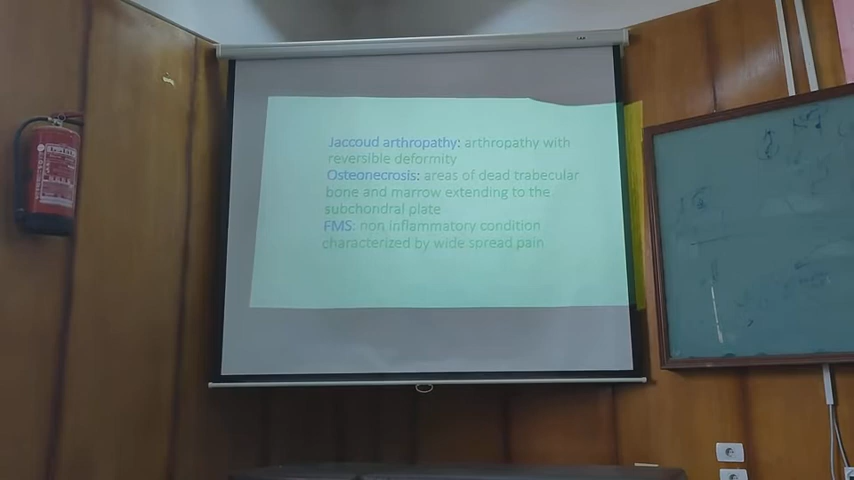 Jaccoud arthropathy: arthropathy with
reversible deformity
Osteonecrosis: areas of dead trabecular
bone and marrow extending to the
subchondral plate
FMS: non inflammatory condition
characterized by wide spread pain